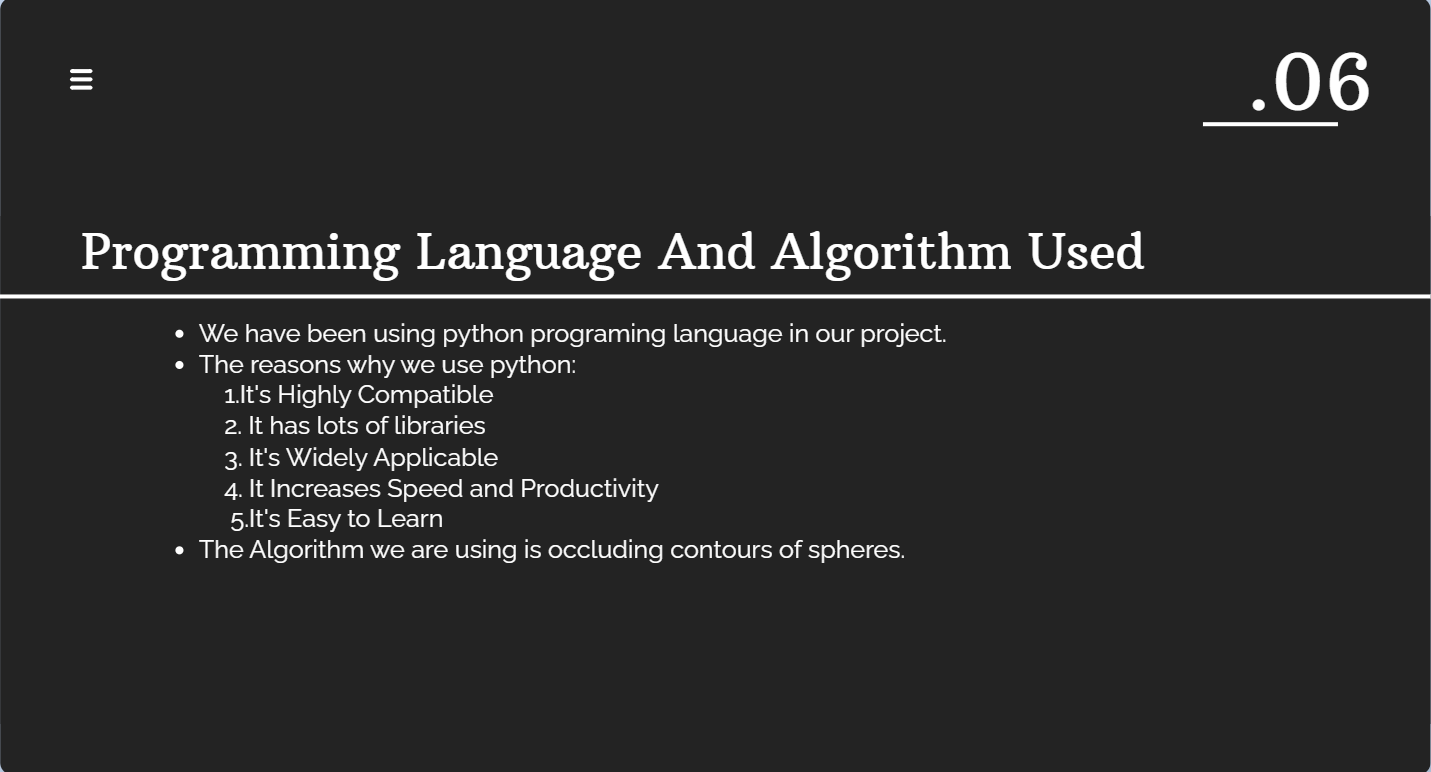 .06
Programming Language And Algorithm Used
• We have been using python programing language in our project.
• The reasons why we use python:
1.It's Highly Compatible
2. It has lots of libraries
3. It's Widely Applicable
4. It Increases Speed and Productivity
5.It's Easy to Learn
• The Algorithm we are using is occluding contours of spheres.